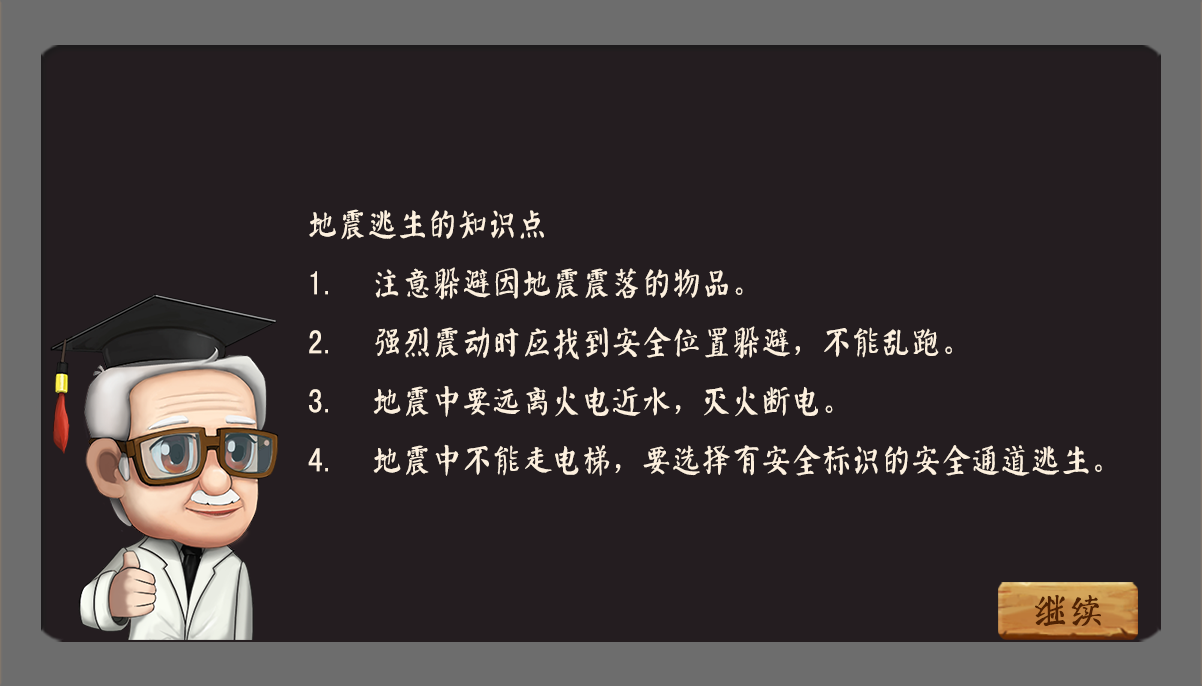 地震逃生的知识点
1. 注意躲避因地震震落的物品。
2. 强烈震动时应找到安全位置躲避，不能乱跑。
3. 地震中要远离火电近水，灭火断电。
4. 地震中不能走电梯，要选择有安全标识的安全通道逃生。
继续